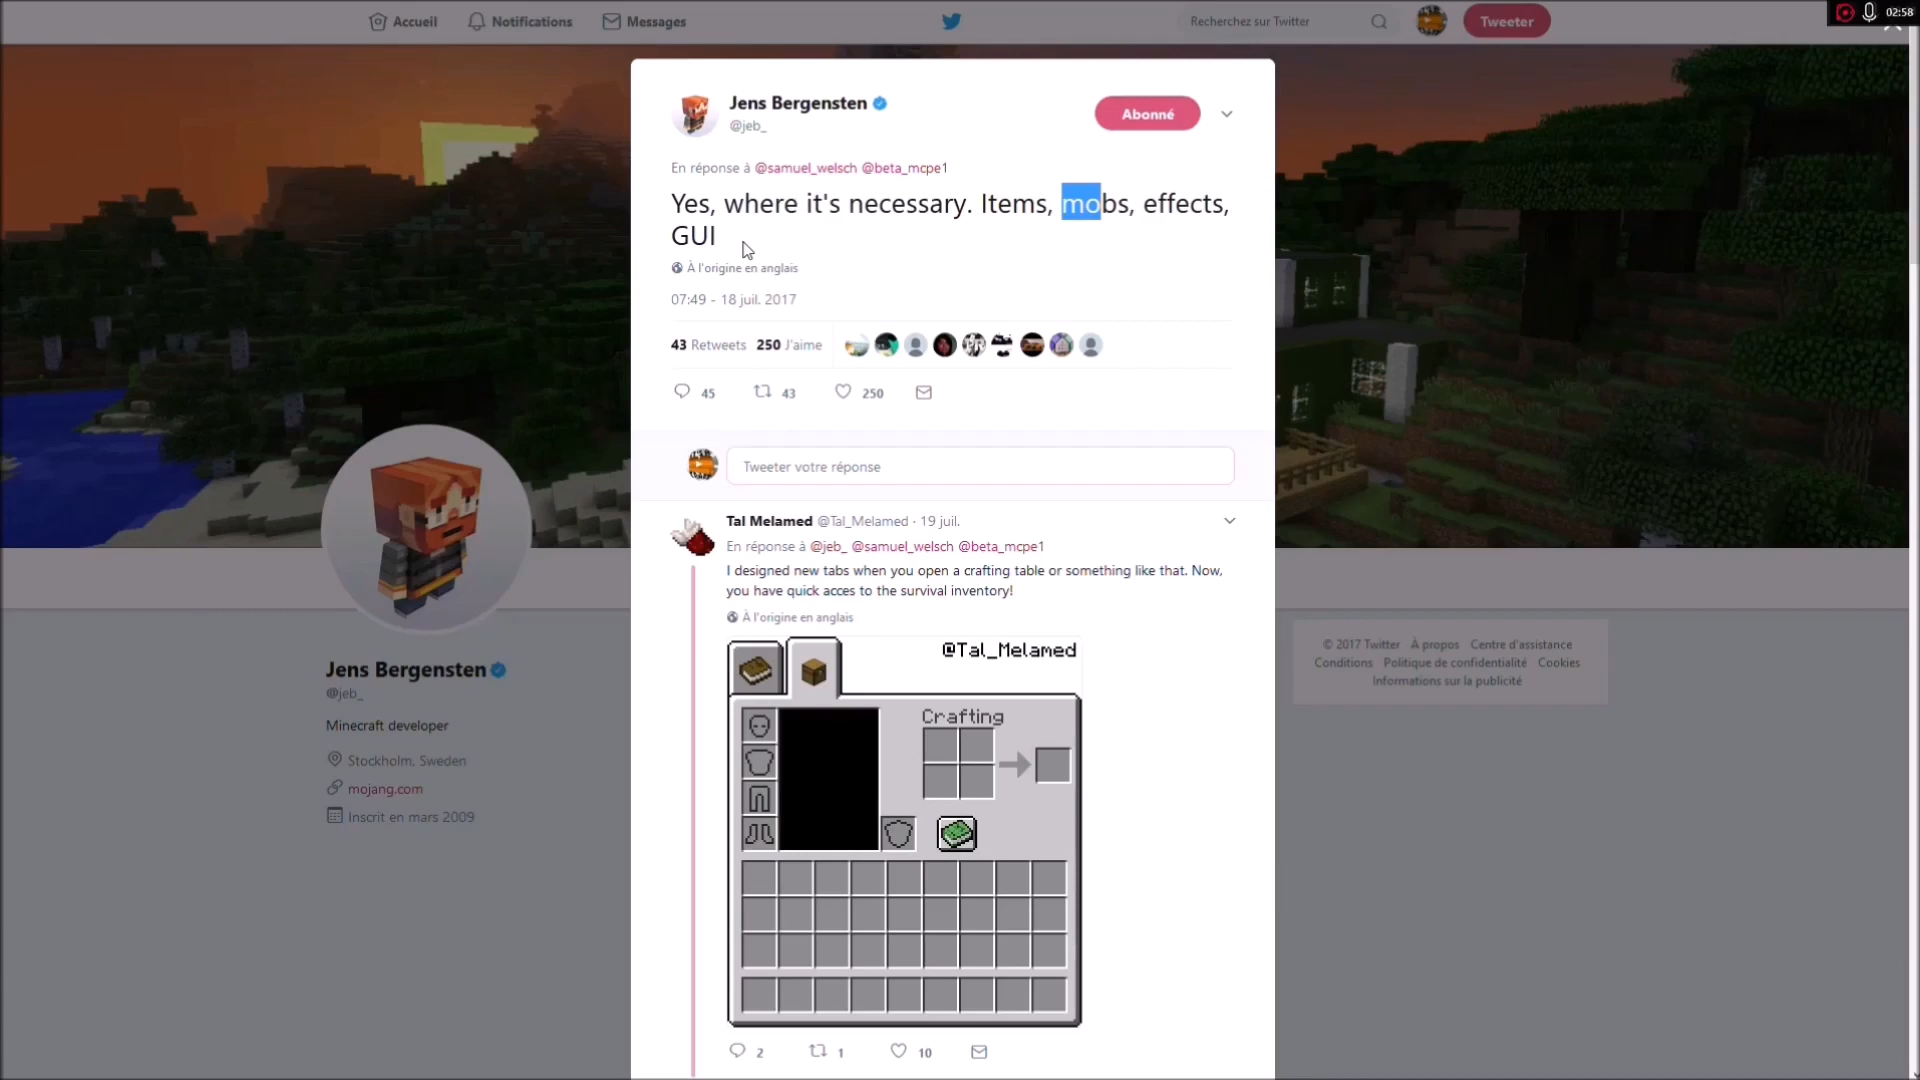 Accueil
Notifications
Messages
Recherchez sur Twitter
Tweeter
02:58
Jens Bergensten
@jeb_
Abonné
En réponse à @samuel_welsch @beta_mcpe1
Yes, where it's necessary. Items, mobs, effects,
GUI
À l'origine en anglais
07:49 - 18 juil. 2017
43 Retweets 250 J'aime
45 43 250
Tweeter votre réponse
Tal Melamed @Tal_Melamed · 19 juil.
En réponse à @jeb_ @samuel_welsch @beta_mcpe1
I designed new tabs when you open a crafting table or something like that. Now,
you have quick acces to the survival inventory!
À l'origine en anglais
@Tal_Melamed
Crafting
2 1 10
Jens Bergensten
@jeb_
Minecraft developer
Stockholm, Sweden
mojang.com
Inscrit en mars 2009
© 2017 Twitter À propos Centre d'assistance
Conditions Politique de confidentialité Cookies
Informations sur la publicité